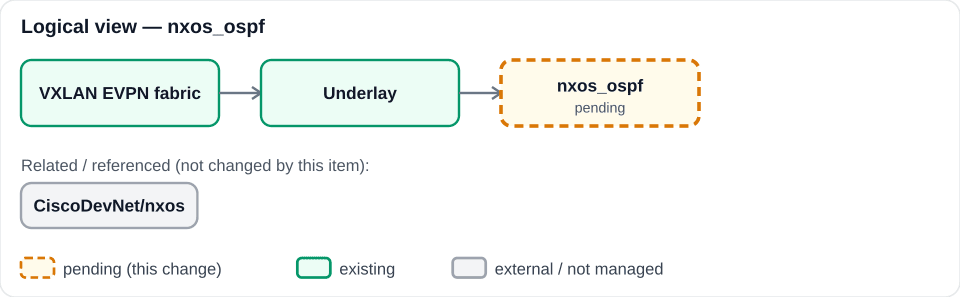 Logical view — nxos_ospf
VXLAN EVPN fabric
Underlay
nxos_ospf
pending
Related / referenced (not changed by this item):
CiscoDevNet/nxos
pending (this change)
existing
external / not managed